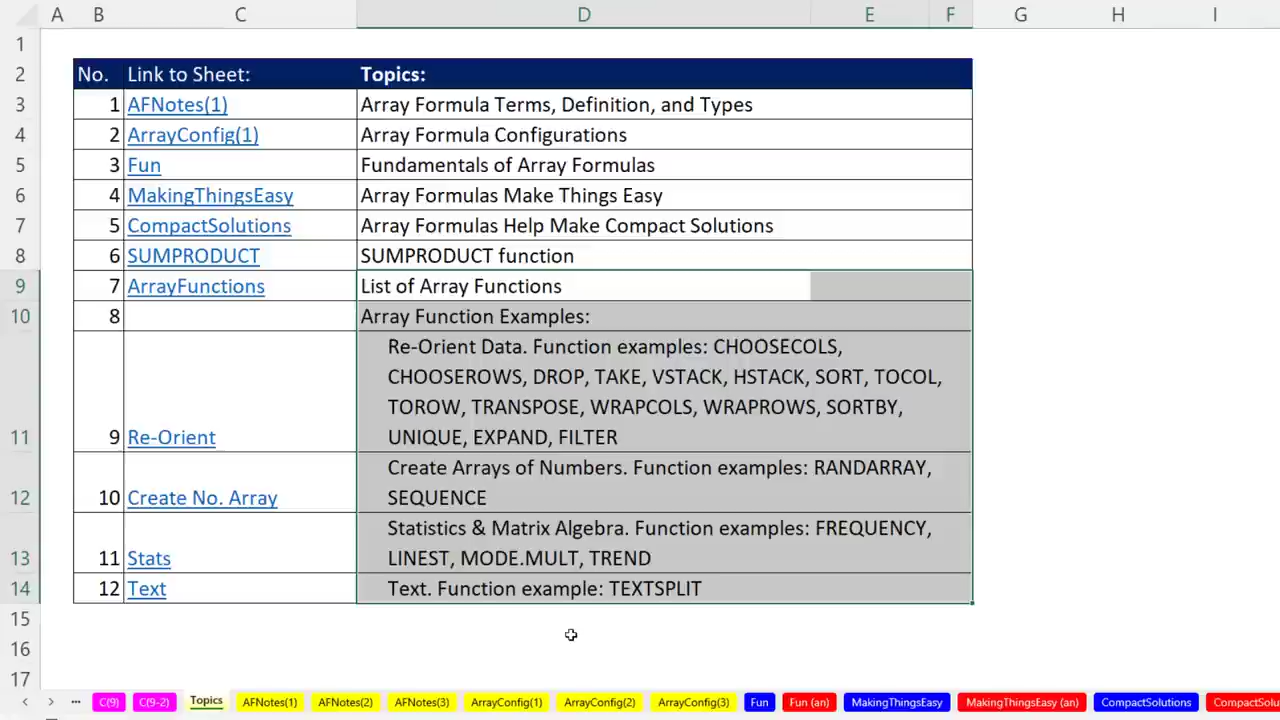 A B C D E F G H I
1
2 No. Link to Sheet: Topics:
3 1 AFNotes(1) Array Formula Terms, Definition, and Types
4 2 ArrayConfig(1) Array Formula Configurations
5 3 Fun Fundamentals of Array Formulas
6 4 MakingThingsEasy Array Formulas Make Things Easy
7 5 CompactSolutions Array Formulas Help Make Compact Solutions
8 6 SUMPRODUCT SUMPRODUCT function
9 7 ArrayFunctions List of Array Functions
10 8 Array Function Examples:
Re-Orient Data. Function examples: CHOOSECOLS,
CHOOSEROWS, DROP, TAKE, VSTACK, HSTACK, SORT, TOCOL,
TOROW, TRANSPOSE, WRAPCOLS, WRAPROWS, SORTBY,
11 9 Re-Orient UNIQUE, EXPAND, FILTER
Create Arrays of Numbers. Function examples: RANDARRAY,
12 10 Create No. Array SEQUENCE
Statistics & Matrix Algebra. Function examples: FREQUENCY,
13 11 Stats LINEST, MODE.MULT, TREND
14 12 Text Text. Function example: TEXTSPLIT
15
16
17
C(9) C(9-2) Topics AFNotes(1) AFNotes(2) AFNotes(3) ArrayConfig(1) ArrayConfig(2) ArrayConfig(3) Fun Fun (an) MakingThingsEasy MakingThingsEasy (an) CompactSolutions CompactSolu